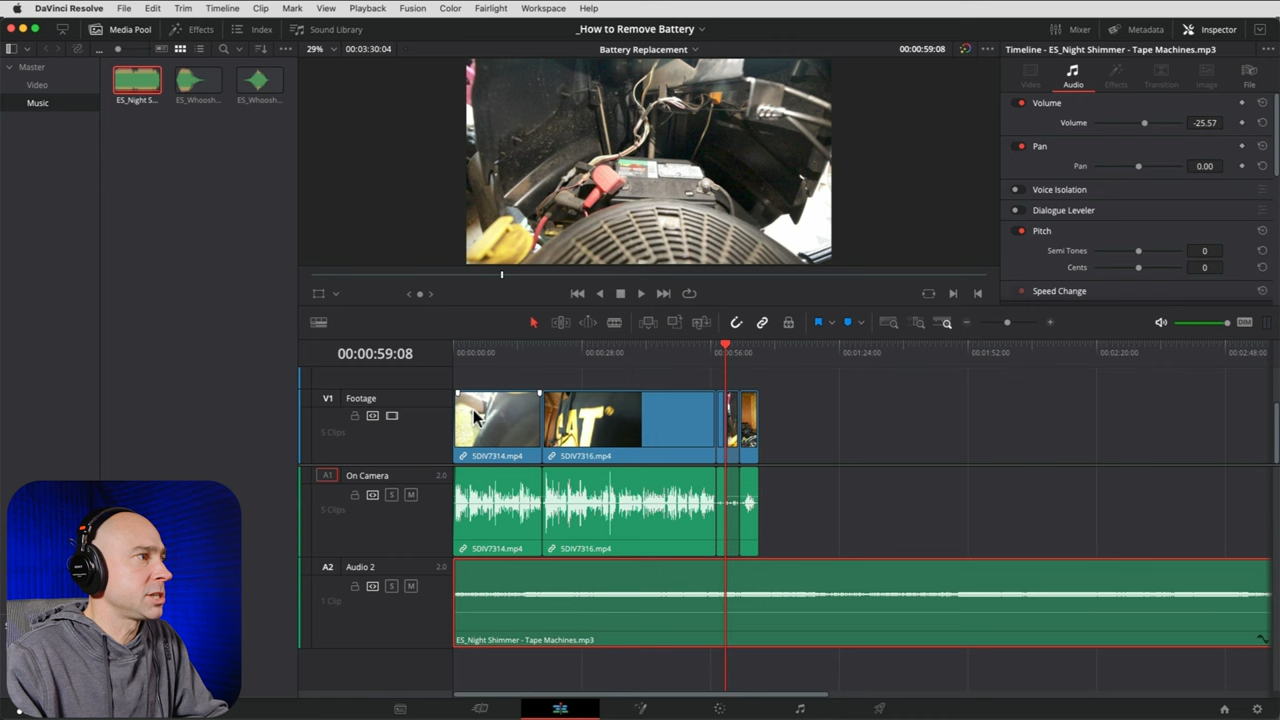 DaVinci Resolve File Edit Trim Timeline Clip Mark View Playback Fusion Color Fairlight Workspace Help
Media Pool Effects Index Sound Library _How to Remove Battery Mixer Metadata Inspector
29% 00:03:30:04 Battery Replacement 00:00:59:08 Timeline - ES_Night Shimmer - Tape Machines.mp3
Master
Video
Music
ES_Night S...
ES_Whoosh...
ES_Whoosh...
Video Audio Effects Transition Image File
Volume
Volume -25.57
Pan
Pan 0.00
Voice Isolation
Dialogue Leveler
Pitch
Semi Tones 0
Cents 0
Speed Change
DIM
00:00:59:08
00:00:00:00 00:00:28:00 00:00:56:00 00:01:24:00 00:01:52:00 00:02:20:00 00:02:48:00
V1 Footage
5 Clips
CAT
5DIV7314.mp4 5DIV7316.mp4
A1 On Camera 2.0
S M
5 Clips
5DIV7314.mp4 5DIV7316.mp4
A2 Audio 2 2.0
S M
1 Clip
ES_Night Shimmer - Tape Machines.mp3